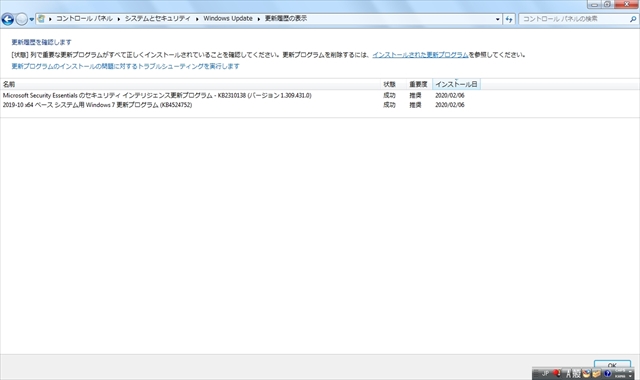 コントロール パネル ▸ システムとセキュリティ ▸ Windows Update ▸ 更新履歴の表示
コントロール パネルの検索
更新履歴を確認します
[状態] 列で重要な更新プログラムがすべて正しくインストールされていることを確認してください。更新プログラムを削除するには、インストールされた更新プログラムを参照してください。
更新プログラムのインストールの問題に対するトラブルシューティングを実行します
名前 状態 重要度 インストール日
Microsoft Security Essentials のセキュリティ インテリジェンス更新プログラム - KB2310138 (バージョン 1.309.431.0) 成功 推奨 2020/02/06
2019-10 x64 ベース システム用 Windows 7 更新プログラム (KB4524752) 成功 推奨 2020/02/06
OK
JP